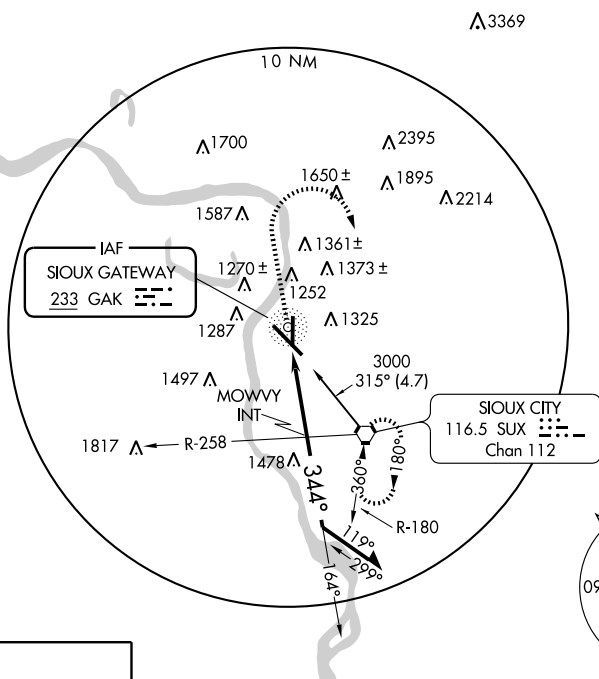 3369
10 NM
1700
2395
1650 ±
1895
2214
1587
IAF
SIOUX GATEWAY
233 GAK
1361±
1270±
1373±
1252
1287
1325
3000
315° (4.7)
1497
MOWVY
INT
SIOUX CITY
116.5 SUX
Chan 112
1817
R-258
1478
344°
360°
180°
R-180
119°
299°
164°
09